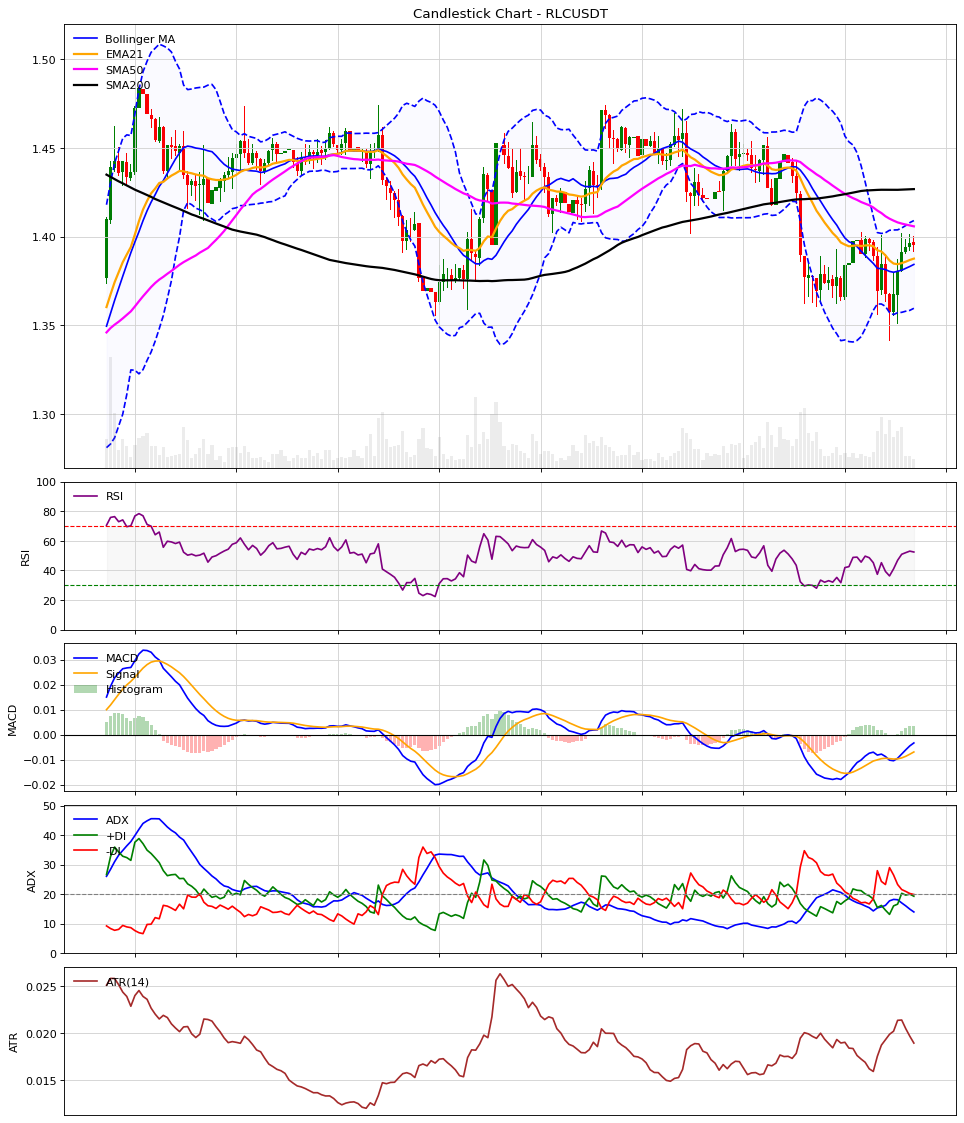 Candlestick Chart - RLCUSDT
Bollinger MA
EMA21
SMA50
SMA200
1.50
1.45
1.40
1.35
1.30
RSI
100
80
60
40
20
0
RSI
MACD
Signal
Histogram
0.03
0.02
0.01
0.00
−0.01
−0.02
MACD
ADX
+DI
-DI
50
40
30
20
10
0
ADX
ATR(14)
0.025
0.020
0.015
ATR